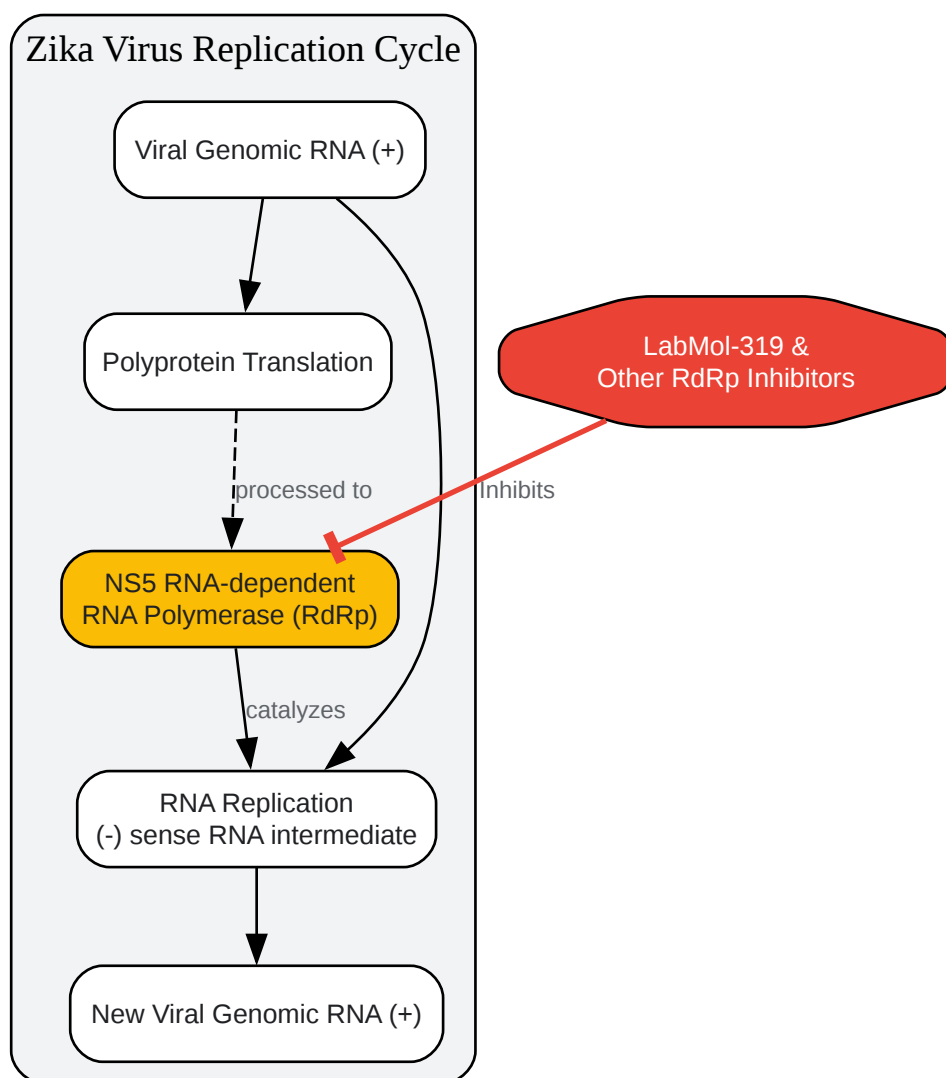 Zika Virus Replication Cycle
Viral Genomic RNA (+)
Polyprotein Translation
LabMol-319 &
Other RdRp Inhibitors
processed to
Inhibits
NS5 RNA-dependent
RNA Polymerase (RdRp)
catalyzes
RNA Replication
(-) sense RNA intermediate
New Viral Genomic RNA (+)